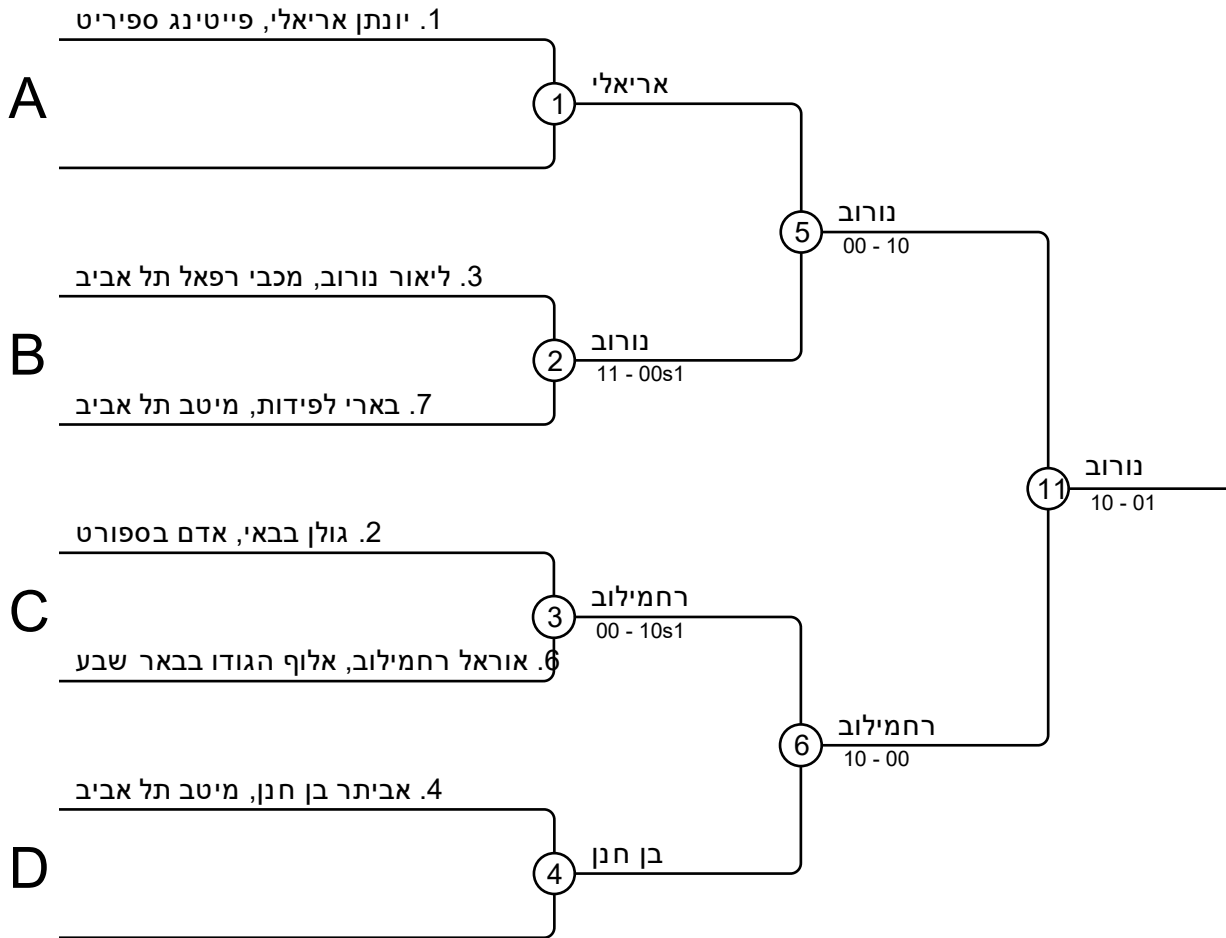 1. יונתן אריאלי, פייטינג ספיריט
A
1
אריאלי
5
נורוב
00 - 10
3. ליאור נורוב, מכבי רפאל תל אביב
B
2
נורוב
11 - 00s1
7. בארי לפידות, מיטב תל אביב
11
נורוב
10 - 01
2. גולן בבאי, אדם בספורט
C
3
רחמילוב
00 - 10s1
6. אוראל רחמילוב, אלוף הגודו בבאר שבע
6
רחמילוב
10 - 00
4. אביתר בן חנן, מיטב תל אביב
D
4
בן חנן